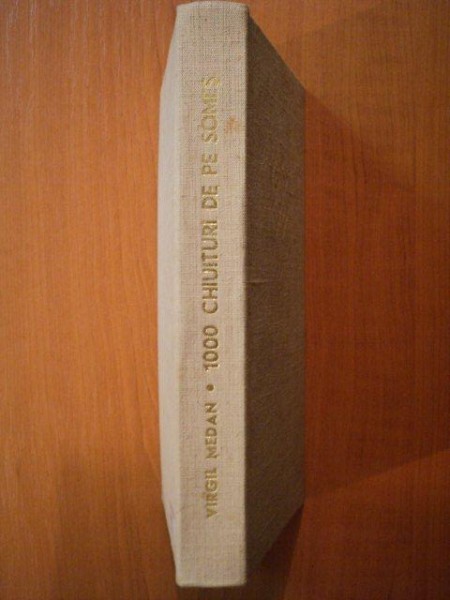 VIRGIL MEDAN • 1000 CHIUITURI DE PE SOMEȘ